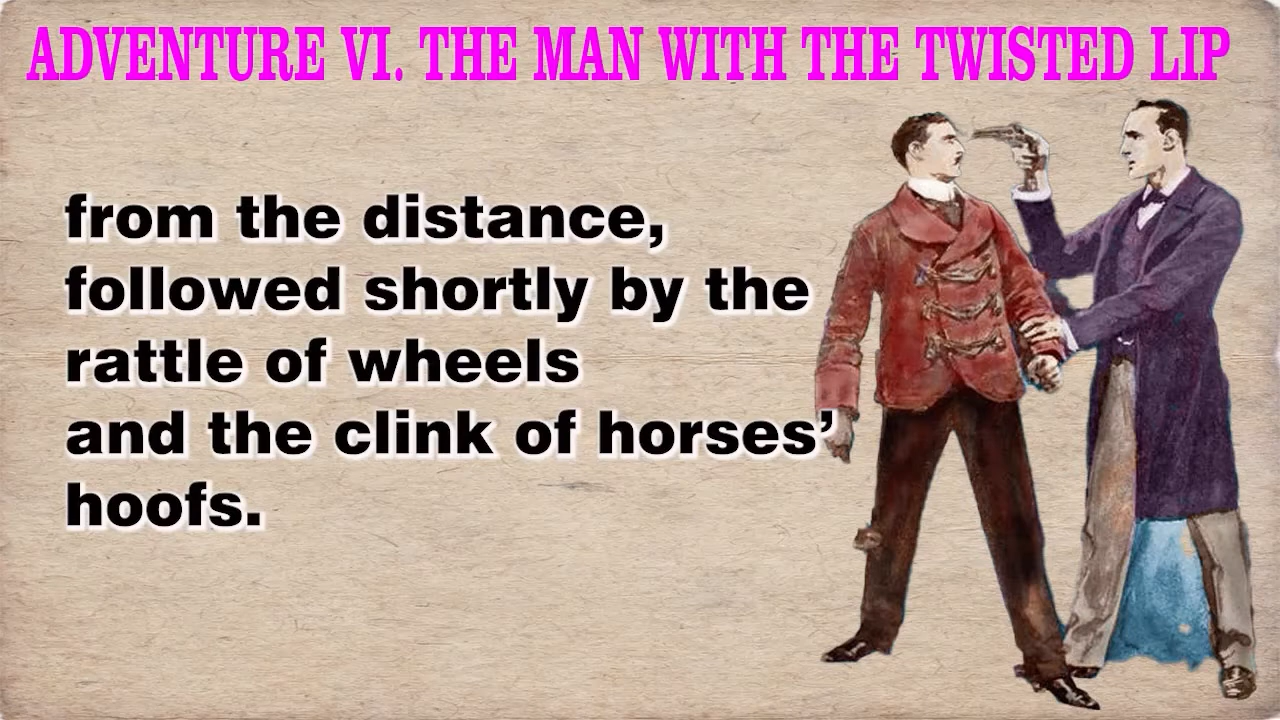 ADVENTURE VI. THE MAN WITH THE TWISTED LIP
from the distance,
followed shortly by the
rattle of wheels
and the clink of horses’
hoofs.